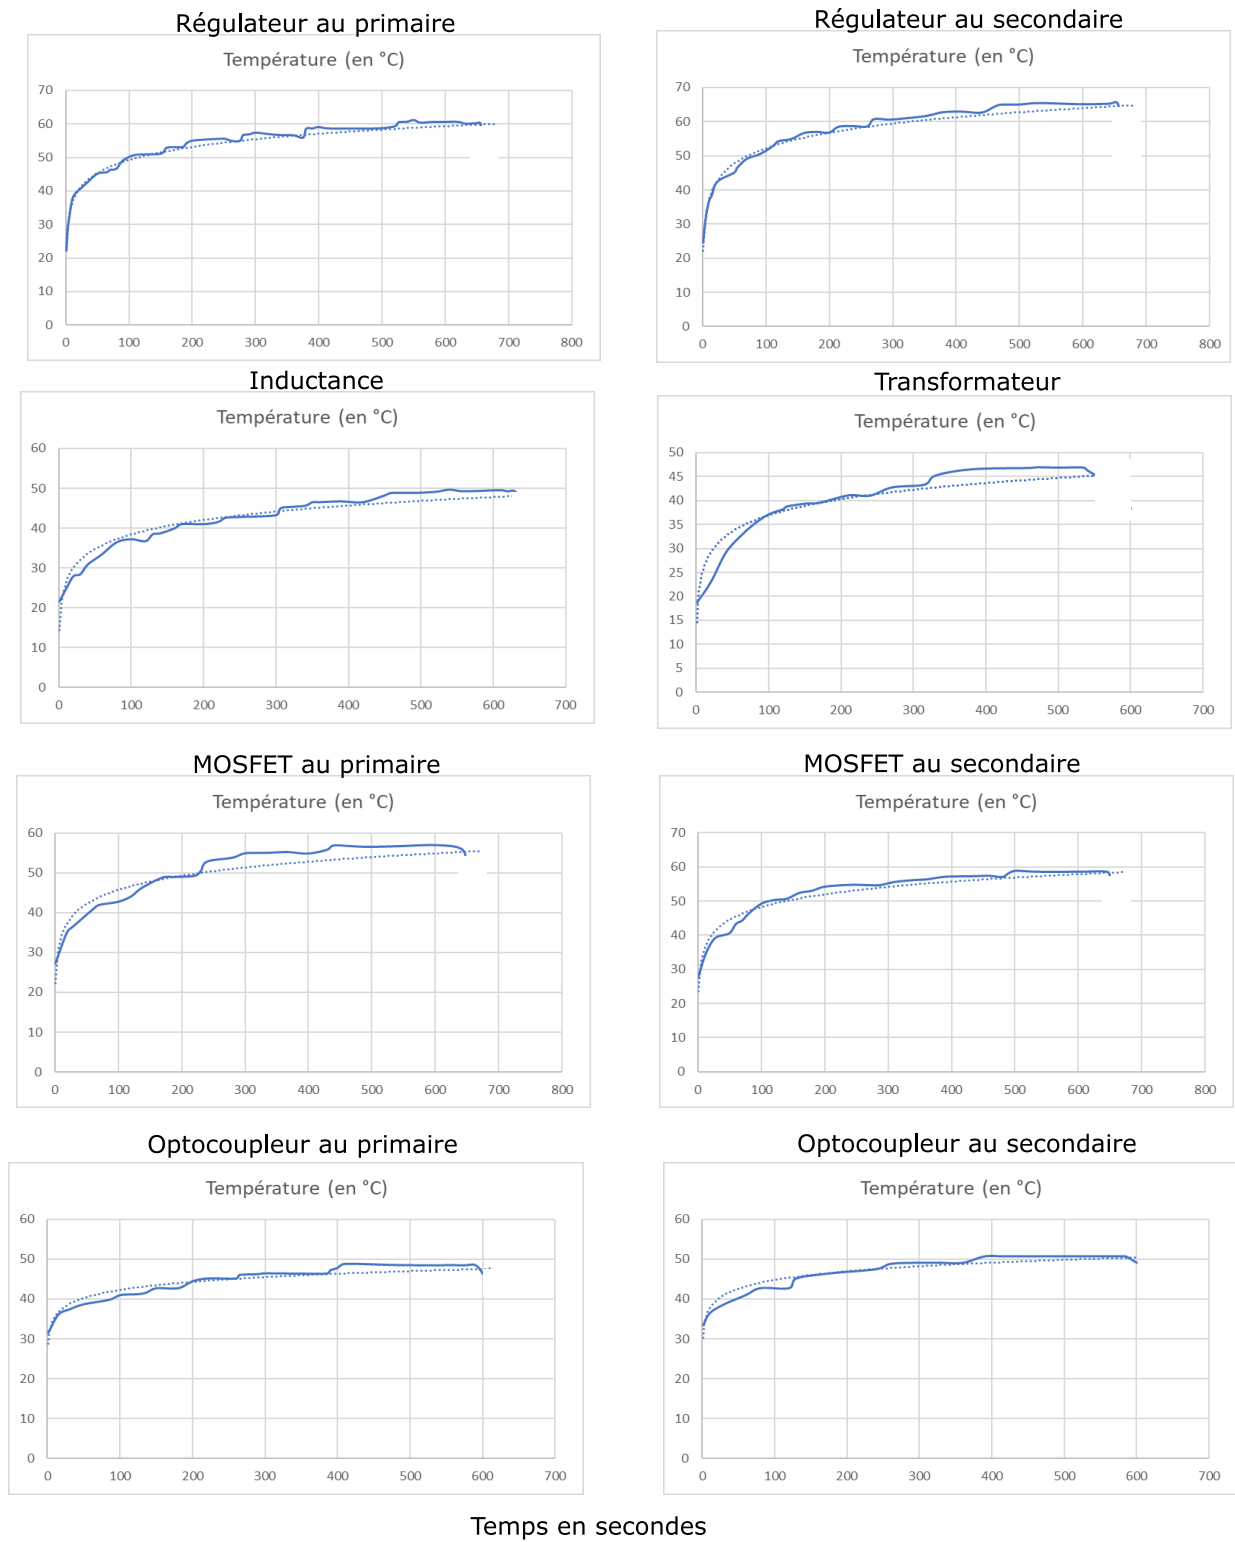 Régulateur au primaire
Température (en °C)
70
60
50
40
30
20
10
0
0 100 200 300 400 500 600 700 800
Régulateur au secondaire
Température (en °C)
70
60
50
40
30
20
10
0
0 100 200 300 400 500 600 700 800
Inductance
Température (en °C)
60
50
40
30
20
10
0
0 100 200 300 400 500 600 700
Transformateur
Température (en °C)
50
45
40
35
30
25
20
15
10
5
0
0 100 200 300 400 500 600 700
MOSFET au primaire
Température (en °C)
60
50
40
30
20
10
0
0 100 200 300 400 500 600 700 800
MOSFET au secondaire
Température (en °C)
70
60
50
40
30
20
10
0
0 100 200 300 400 500 600 700 800
Optocoupleur au primaire
Température (en °C)
60
50
40
30
20
10
0
0 100 200 300 400 500 600 700
Optocoupleur au secondaire
Température (en °C)
60
50
40
30
20
10
0
0 100 200 300 400 500 600 700
Temps en secondes